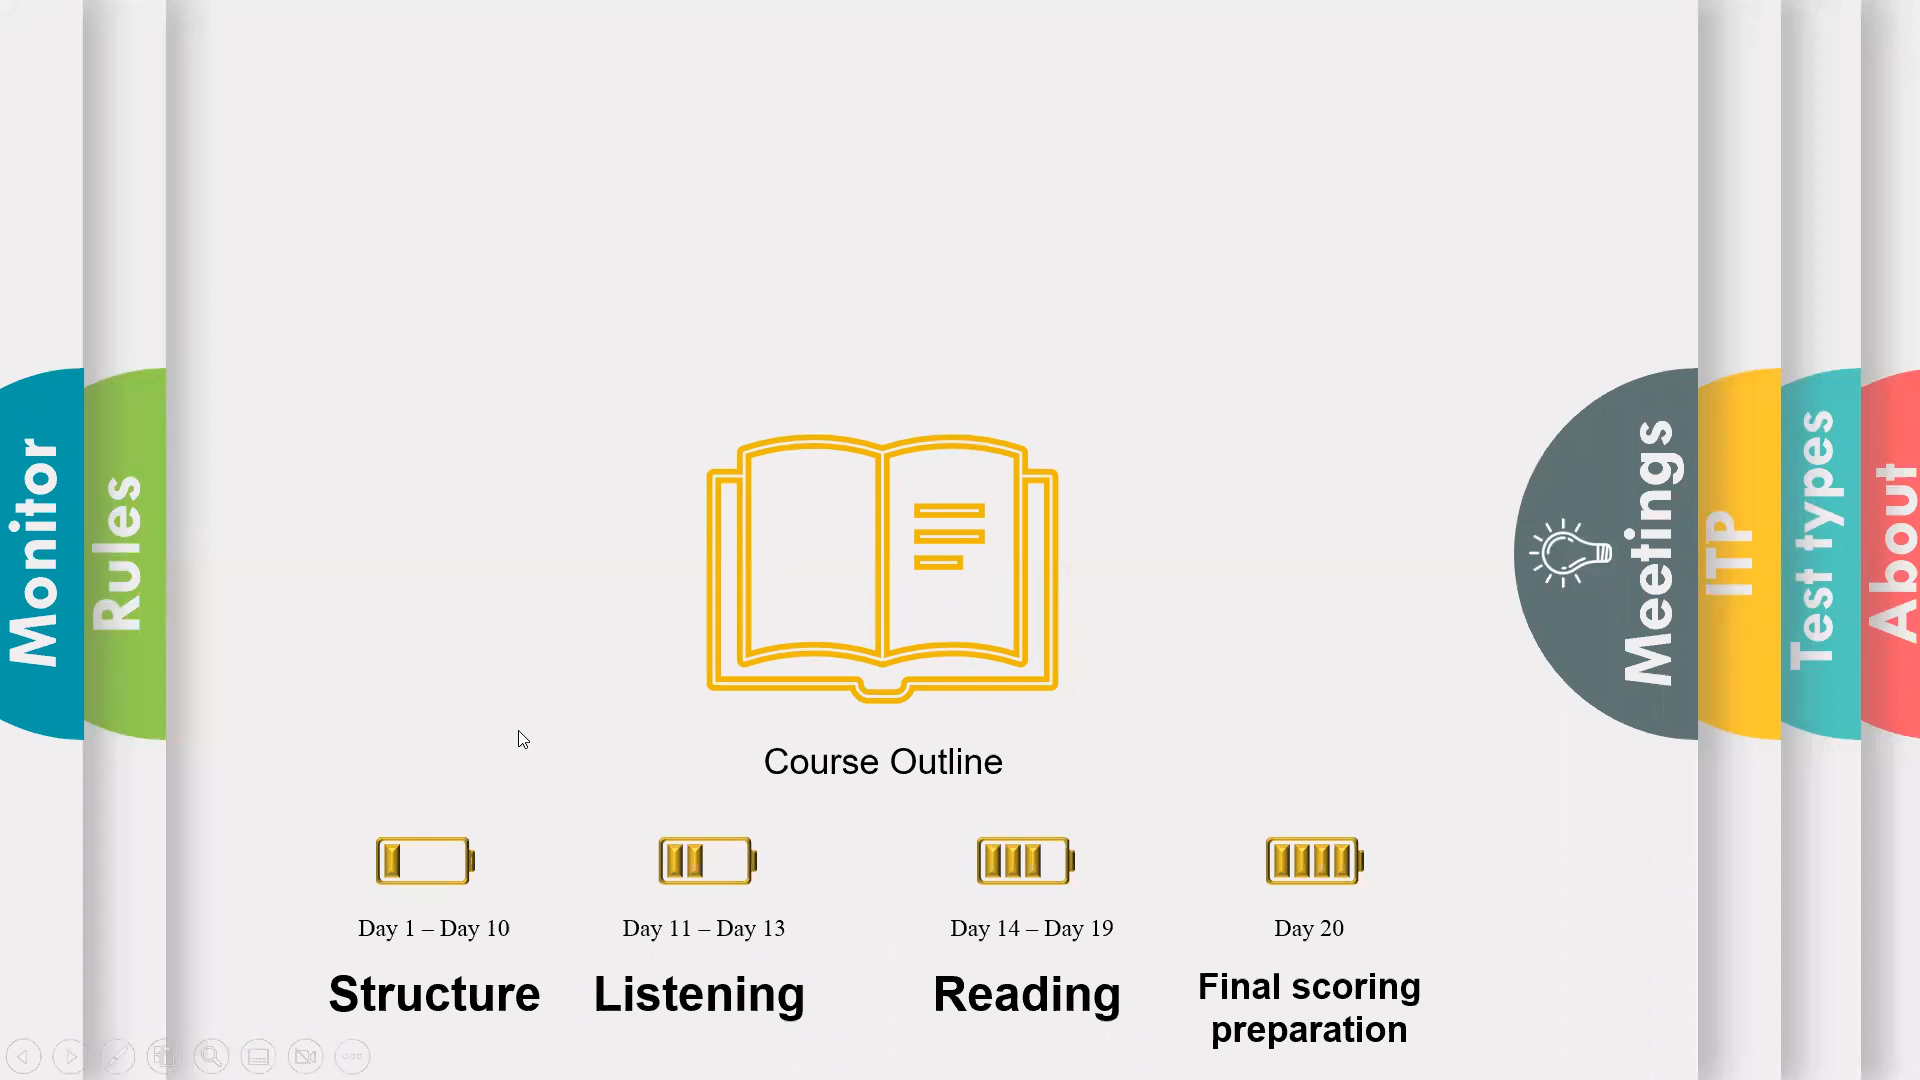 Monitor
Rules
Course Outline
Day 1 – Day 10
Structure
Day 11 – Day 13
Listening
Day 14 – Day 19
Reading
Day 20
Final scoring
preparation
Meetings
ITP
Test types
About